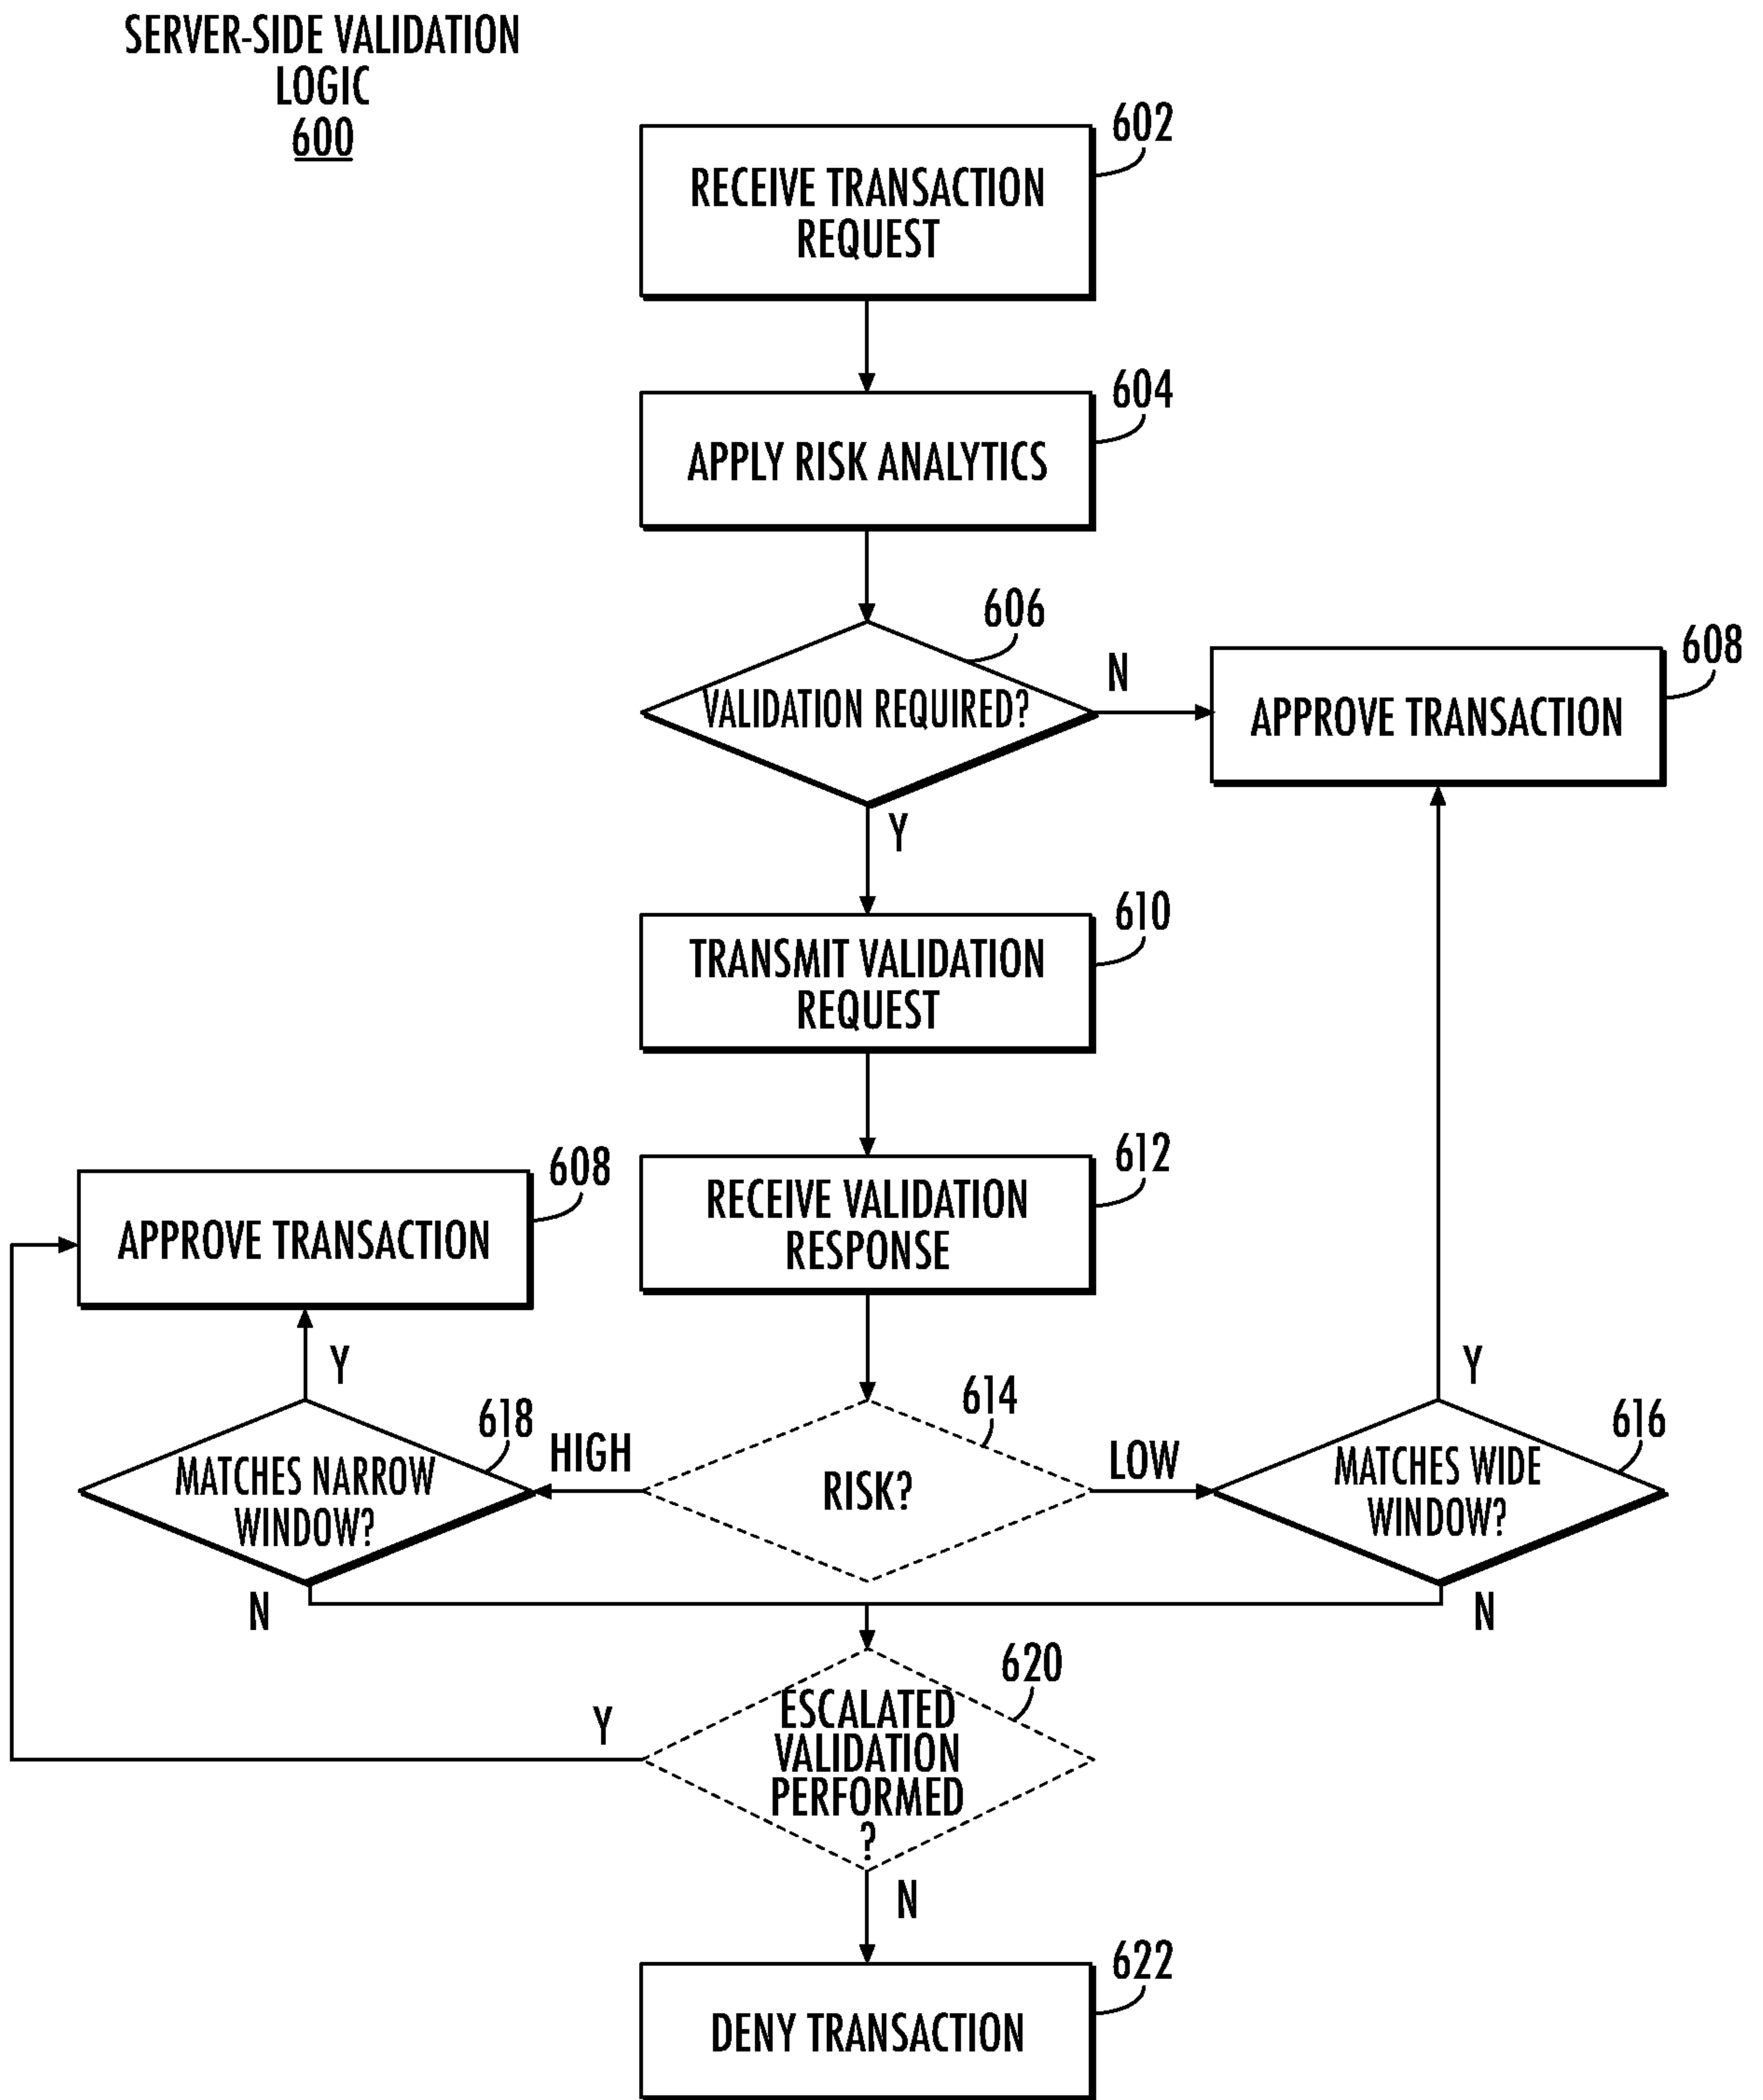 SERVER-SIDE VALIDATION
LOGIC
600
602
RECEIVE TRANSACTION
REQUEST
604
APPLY RISK ANALYTICS
606
VALIDATION REQUIRED?
N
608
APPROVE TRANSACTION
Y
610
TRANSMIT VALIDATION
REQUEST
612
RECEIVE VALIDATION
RESPONSE
608
APPROVE TRANSACTION
Y
618
MATCHES NARROW
WINDOW?
HIGH
614
RISK?
LOW
Y
616
MATCHES WIDE
WINDOW?
N
N
620
ESCALATED
VALIDATION
PERFORMED
?
Y
N
622
DENY TRANSACTION